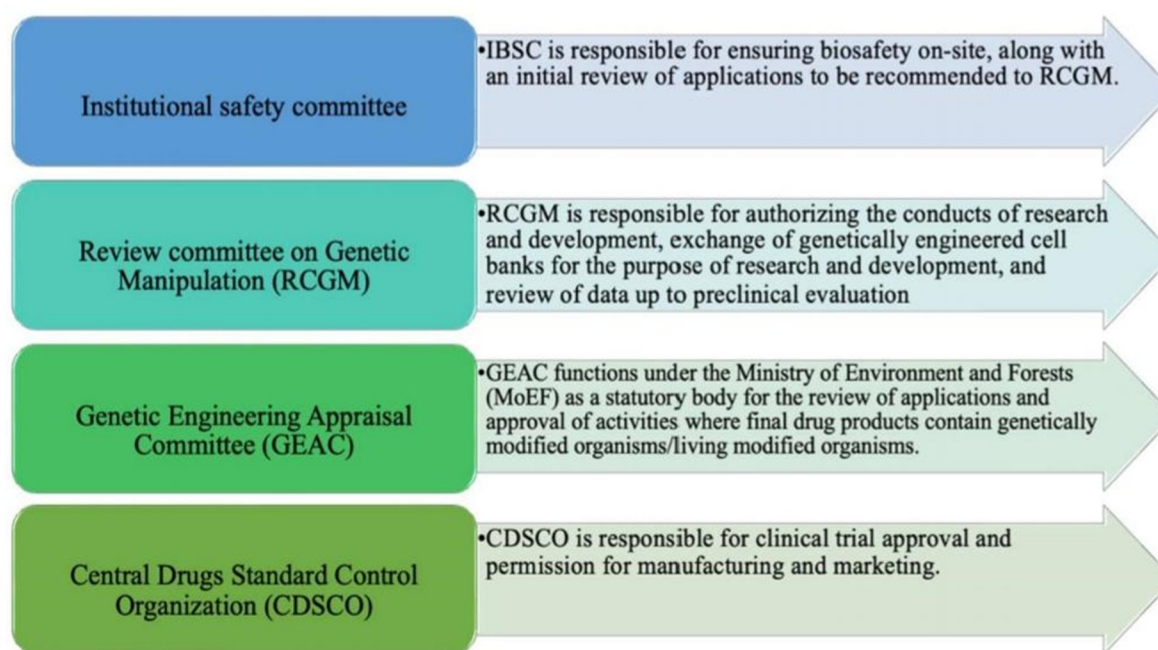 Institutional safety committee
•IBSC is responsible for ensuring biosafety on-site, along with
an initial review of applications to be recommended to RCGM.
Review committee on Genetic
Manipulation (RCGM)
•RCGM is responsible for authorizing the conducts of research
and development, exchange of genetically engineered cell
banks for the purpose of research and development, and
review of data up to preclinical evaluation
Genetic Engineering Appraisal
Committee (GEAC)
•GEAC functions under the Ministry of Environment and Forests
(MoEF) as a statutory body for the review of applications and
approval of activities where final drug products contain genetically
modified organisms/living modified organisms.
Central Drugs Standard Control
Organization (CDSCO)
•CDSCO is responsible for clinical trial approval and
permission for manufacturing and marketing.